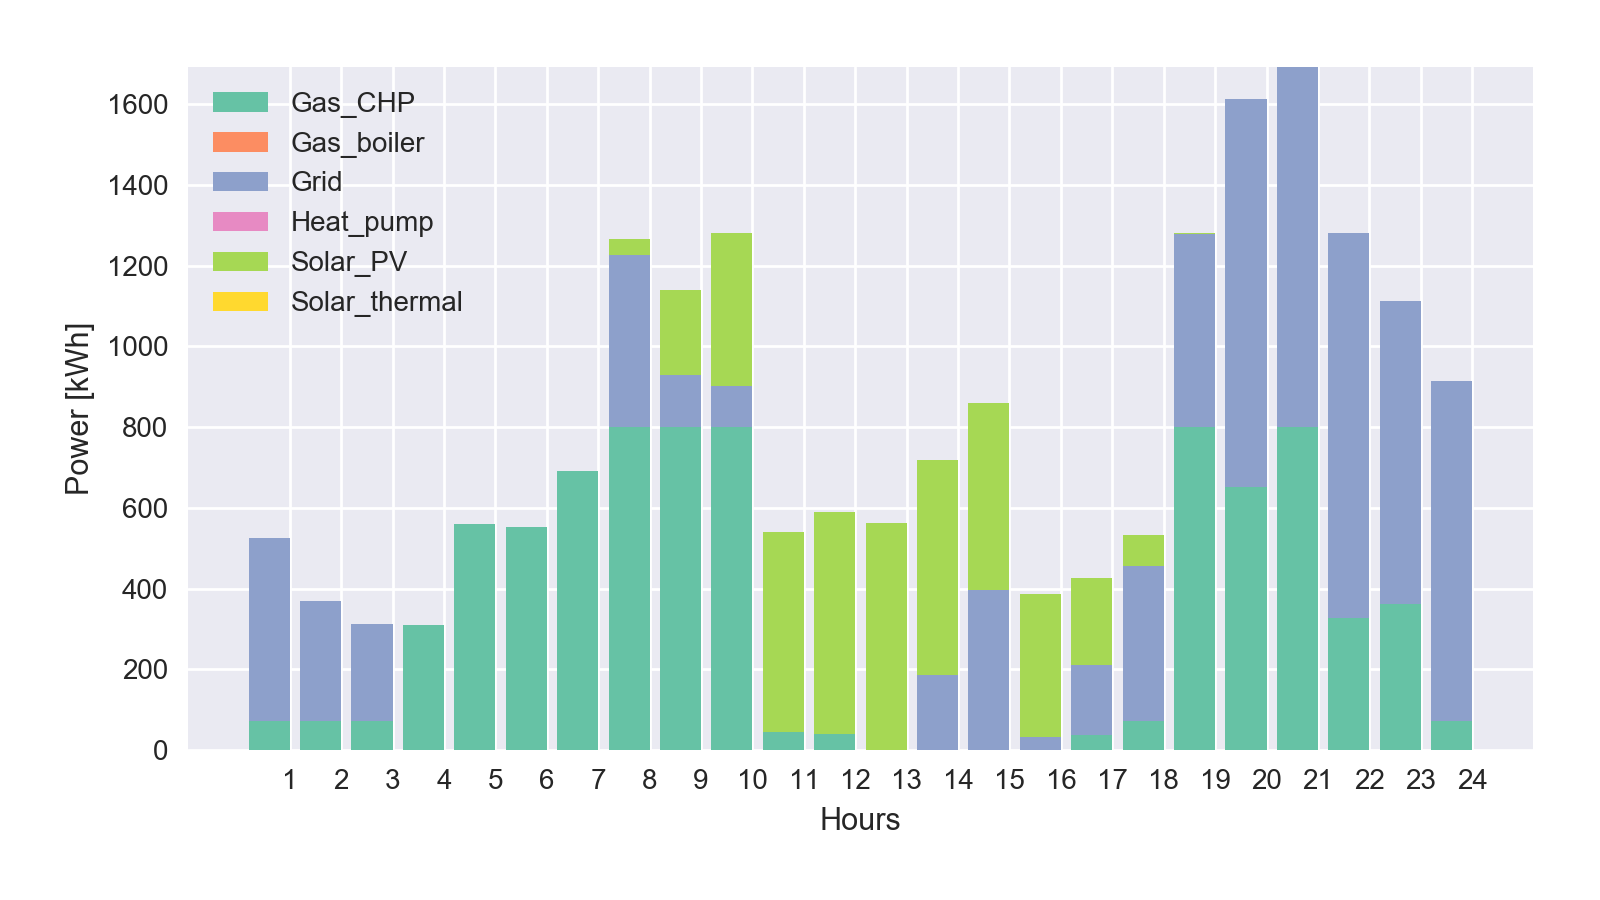 Gas_CHP
Gas_boiler
Grid
Heat_pump
Solar_PV
Solar_thermal
1600
1400
1200
1000
800
600
400
200
0
Power [kWh]
1 2 3 4 5 6 7 8 9 10 11 12 13 14 15 16 17 18 19 20 21 22 23 24
Hours